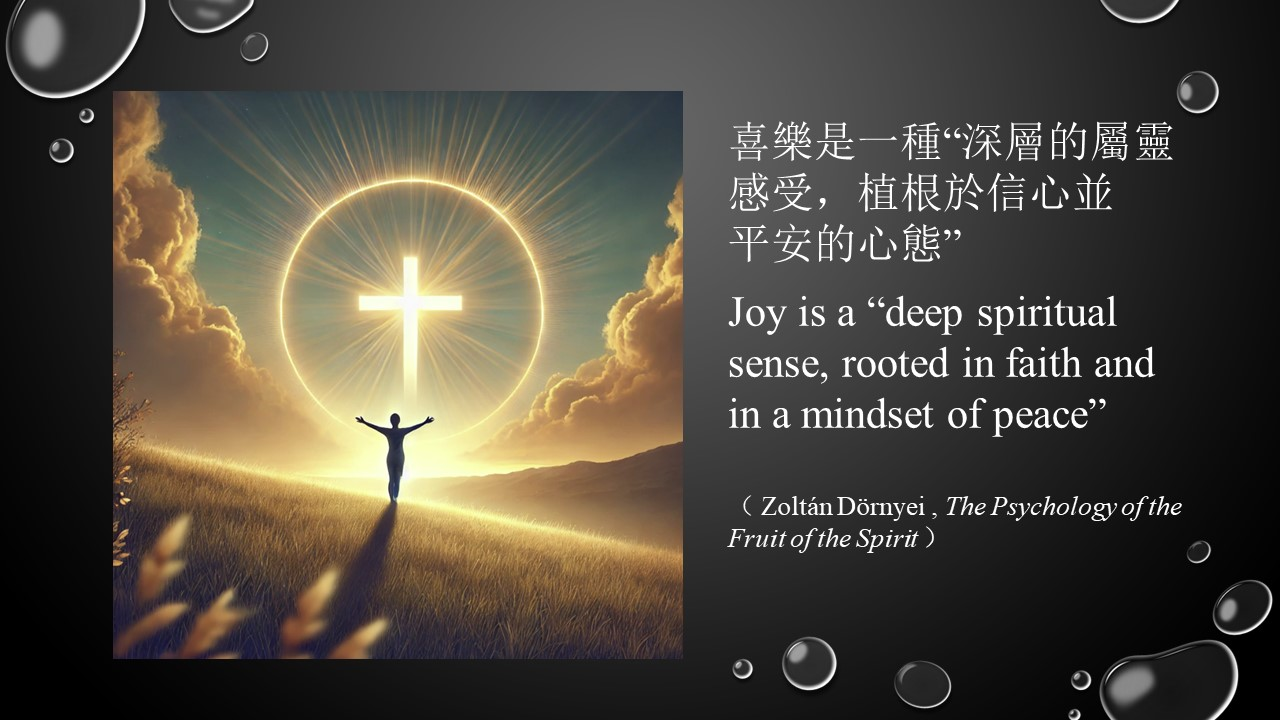 喜樂是一種“深層的屬靈
感受，植根於信心並
平安的心態”
Joy is a “deep spiritual
sense, rooted in faith and
in a mindset of peace”
（ Zoltán Dörnyei , The Psychology of the
Fruit of the Spirit ）